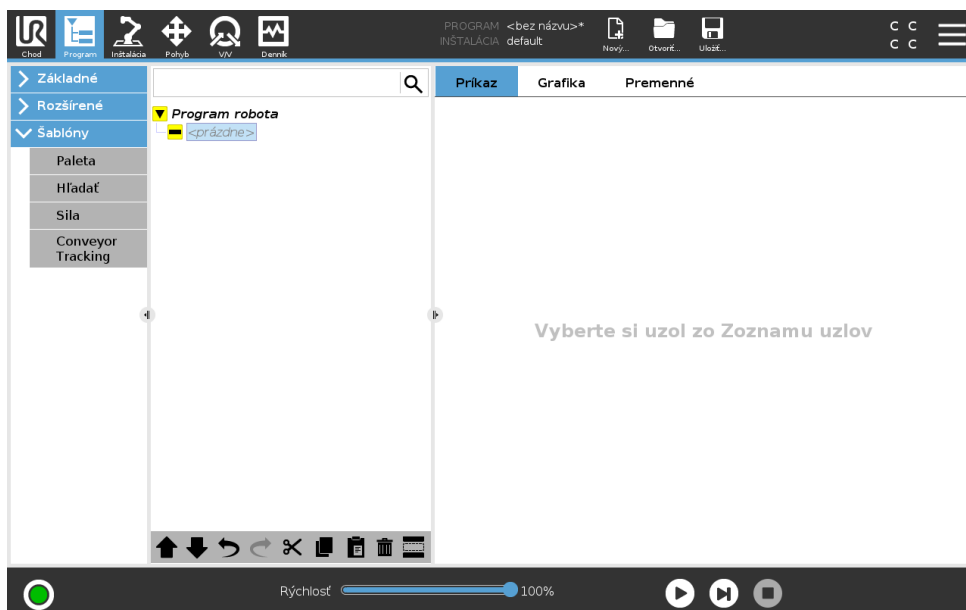 PROGRAM <bez názvu>*
INŠTALÁCIA default
Chod
Program
Inštalácia
Pohyb
V/V
Denník
Nový...
Otvoriť...
Uložiť...
C C
C C
Základné
Rozšírené
Šablóny
Paleta
Hľadať
Sila
Conveyor
Tracking
Program robota
<prázdne>
Príkaz
Grafika
Premenné
Vyberte si uzol zo Zoznamu uzlov
Rýchlosť
100%